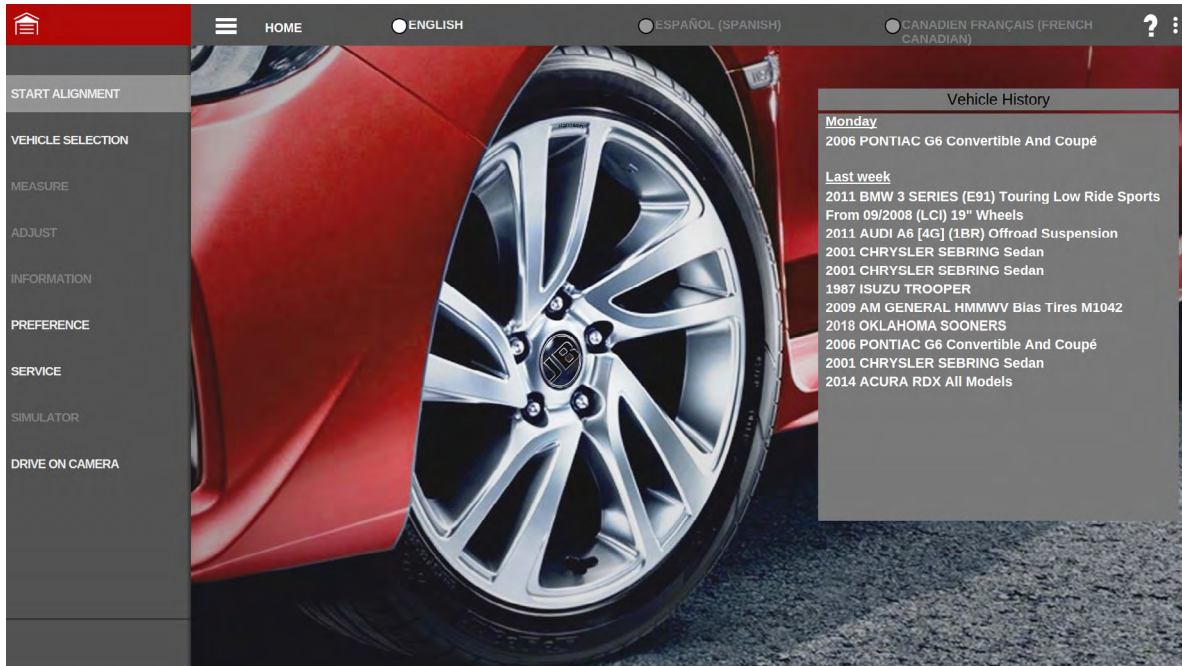 HOME
ENGLISH
ESPAÑOL (SPANISH)
CANADIEN FRANÇAIS (FRENCH
CANADIAN)
?
START ALIGNMENT
VEHICLE SELECTION
MEASURE
ADJUST
INFORMATION
PREFERENCE
SERVICE
SIMULATOR
DRIVE ON CAMERA
JB
Vehicle History
Monday
2006 PONTIAC G6 Convertible And Coupé
Last week
2011 BMW 3 SERIES (E91) Touring Low Ride Sports
From 09/2008 (LCI) 19" Wheels
2011 AUDI A6 [4G] (1BR) Offroad Suspension
2001 CHRYSLER SEBRING Sedan
2001 CHRYSLER SEBRING Sedan
1987 ISUZU TROOPER
2009 AM GENERAL HMMWV Bias Tires M1042
2018 OKLAHOMA SOONERS
2006 PONTIAC G6 Convertible And Coupé
2001 CHRYSLER SEBRING Sedan
2014 ACURA RDX All Models